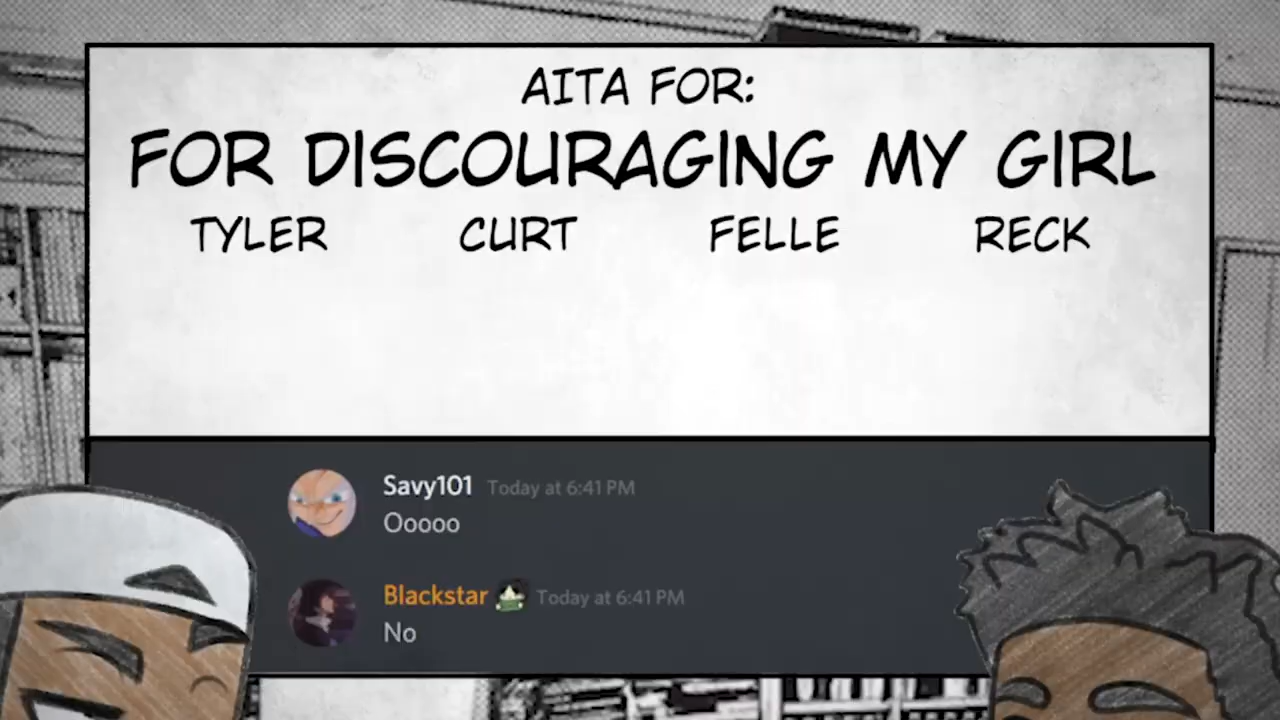 AITA FOR:
FOR DISCOURAGING MY GIRL
TYLER CURT FELLE RECK
Savy101 Today at 6:41 PM
Ooooo
Blackstar Today at 6:41 PM
No